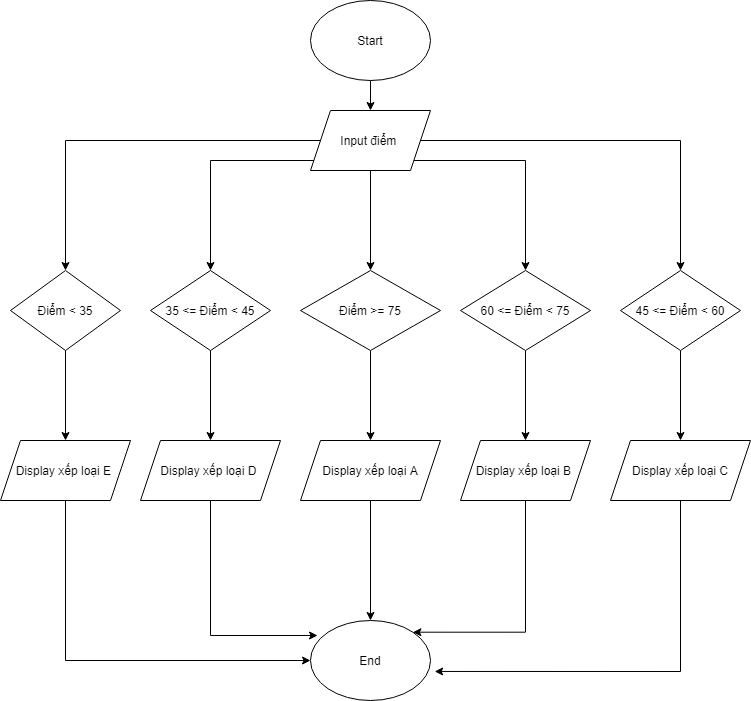 Start
Input điểm
Điểm < 35
35 <= Điểm < 45
Điểm >= 75
60 <= Điểm < 75
45 <= Điểm < 60
Display xếp loại E
Display xếp loại D
Display xếp loại A
Display xếp loại B
Display xếp loại C
End